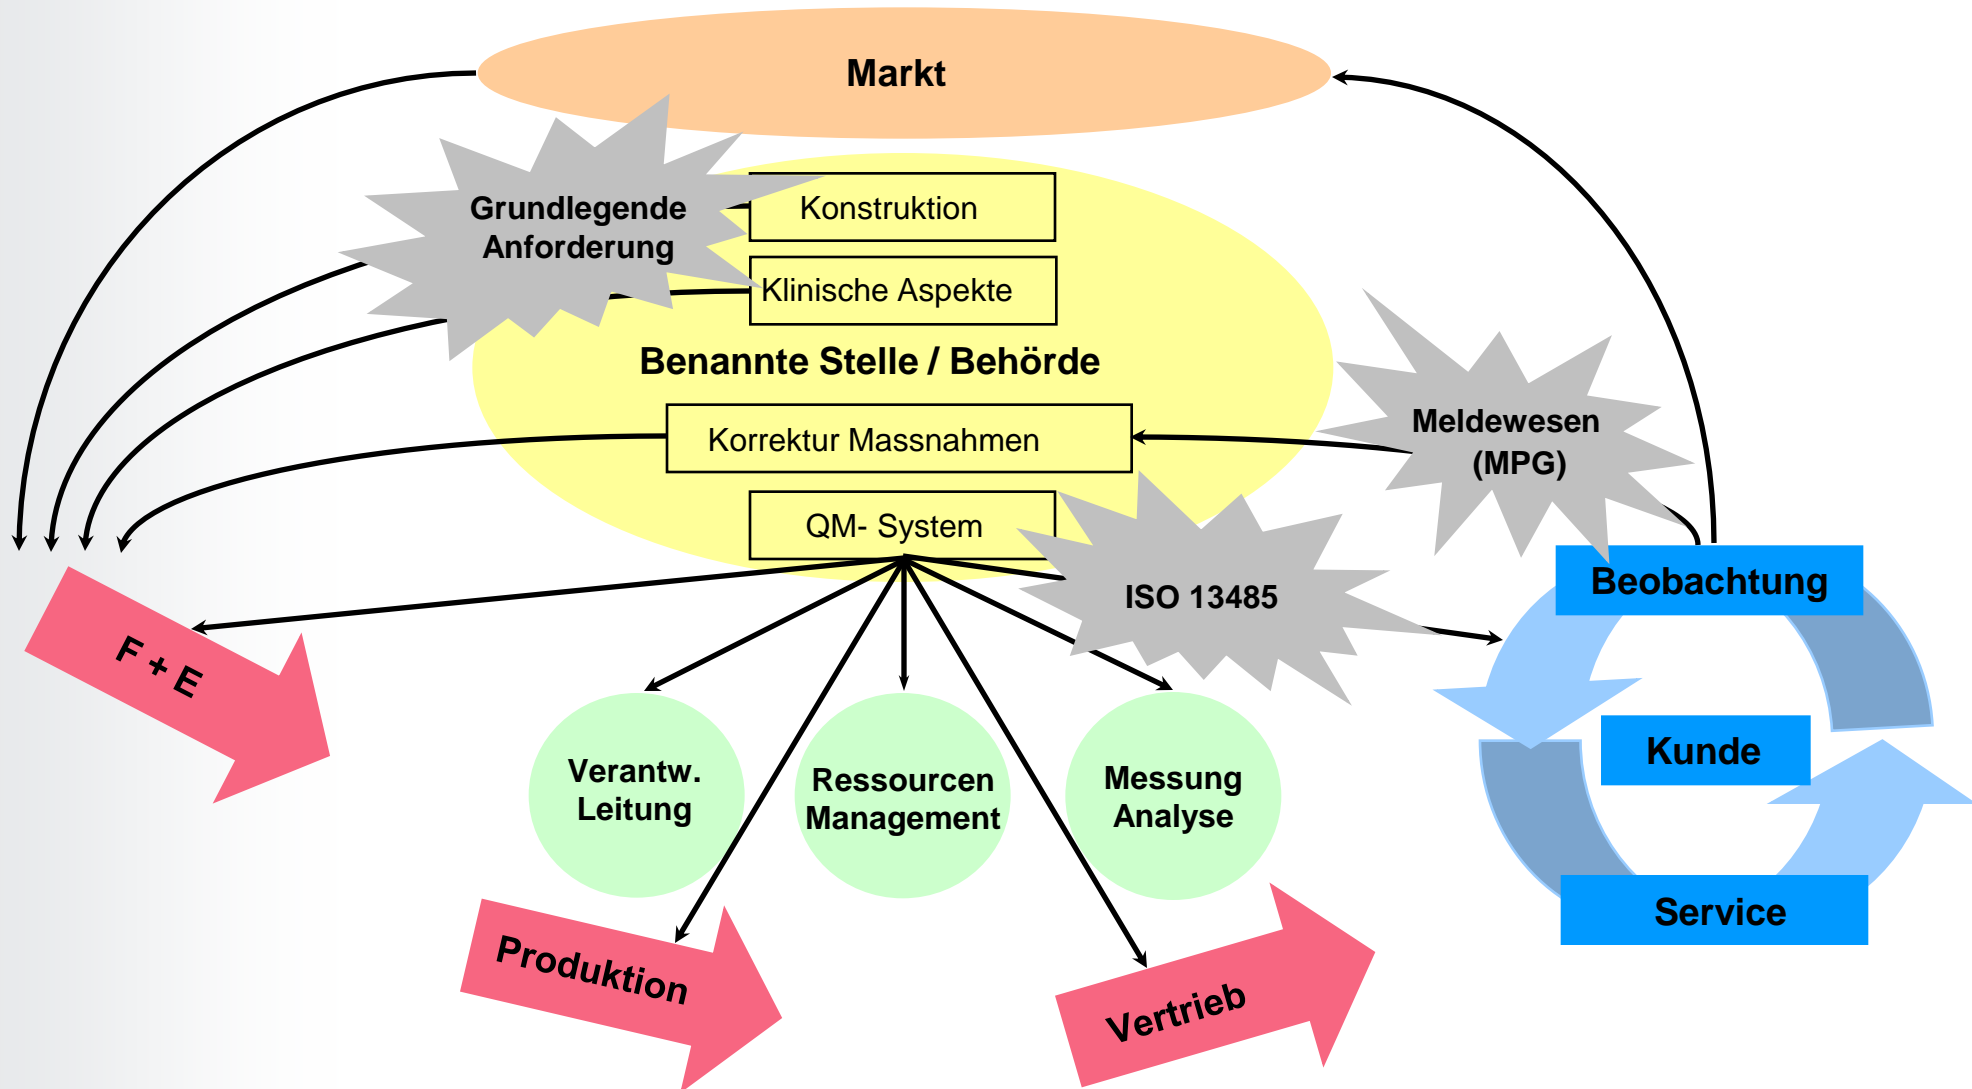 Markt
Grundlegende
Anforderung
Konstruktion
Klinische Aspekte
Benannte Stelle / Behörde
Korrektur Massnahmen
Meldewesen
(MPG)
QM- System
ISO 13485
Beobachtung
F + E
Kunde
Verantw.
Leitung
Ressourcen
Management
Messung
Analyse
Service
Produktion
Vertrieb